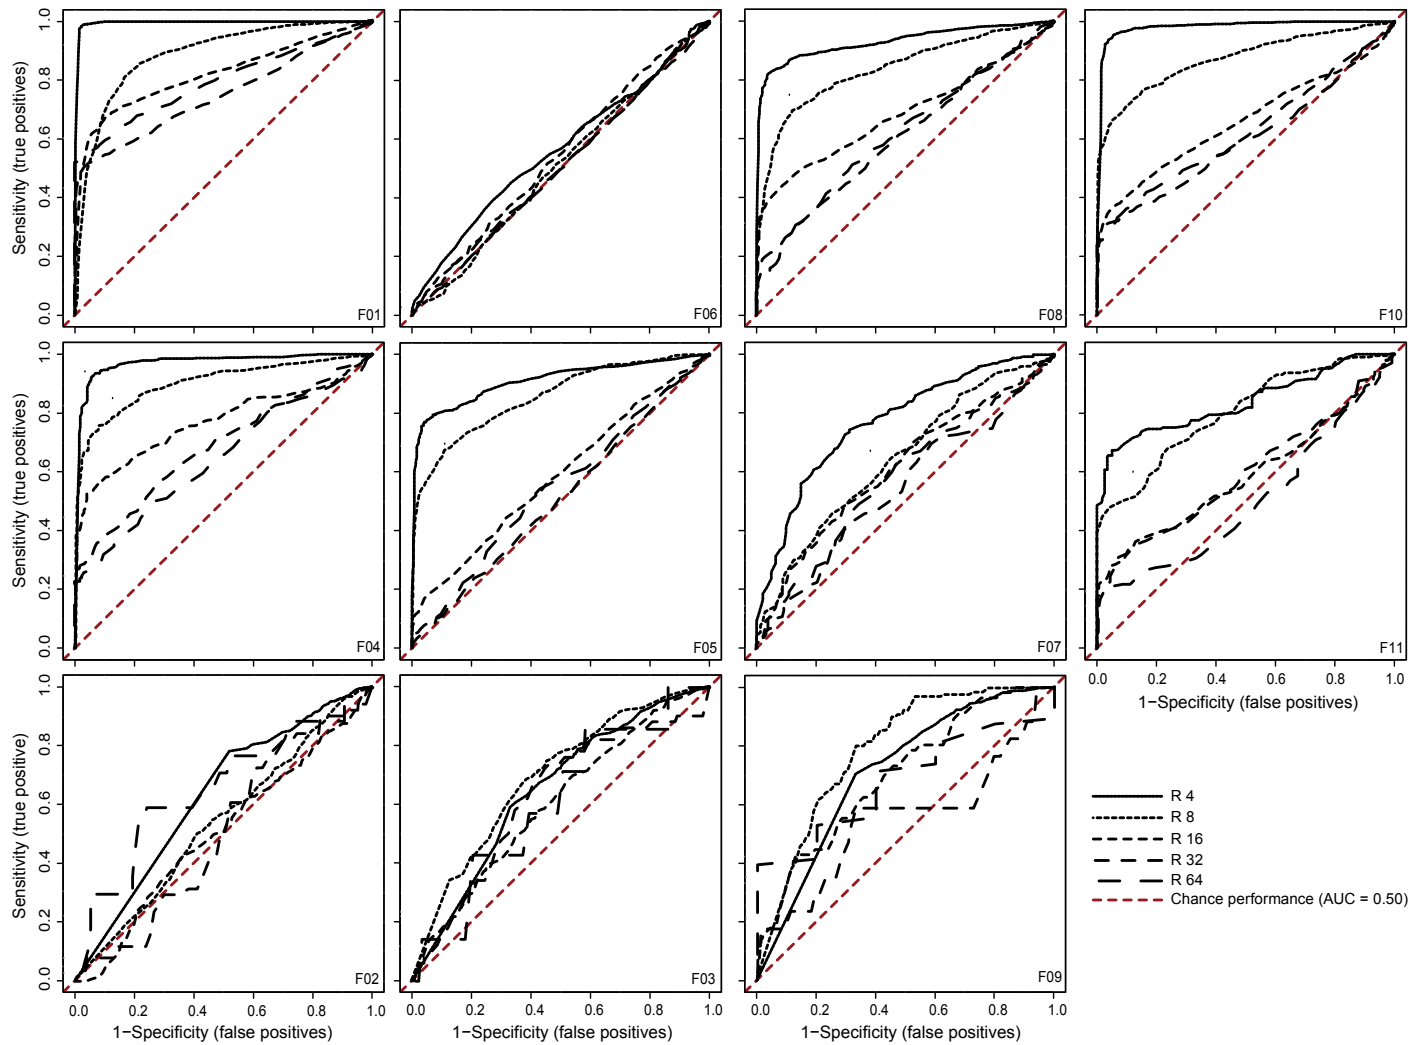 Sensitivity (true positives)
0.0 0.2 0.4 0.6 0.8 1.0
F01
F06
F08
F10
Sensitivity (true positives)
0.0 0.2 0.4 0.6 0.8 1.0
F04
F05
F07
F11
0.0 0.2 0.4 0.6 0.8 1.0
1−Specificity (false positives)
Sensitivity (true positive)
0.0 0.2 0.4 0.6 0.8 1.0
F02
F03
F09
0.0 0.2 0.4 0.6 0.8 1.0
0.0 0.2 0.4 0.6 0.8 1.0
0.0 0.2 0.4 0.6 0.8 1.0
1−Specificity (false positives)
1−Specificity (false positives)
1−Specificity (false positives)
R 4
R 8
R 16
R 32
R 64
Chance performance (AUC = 0.50)